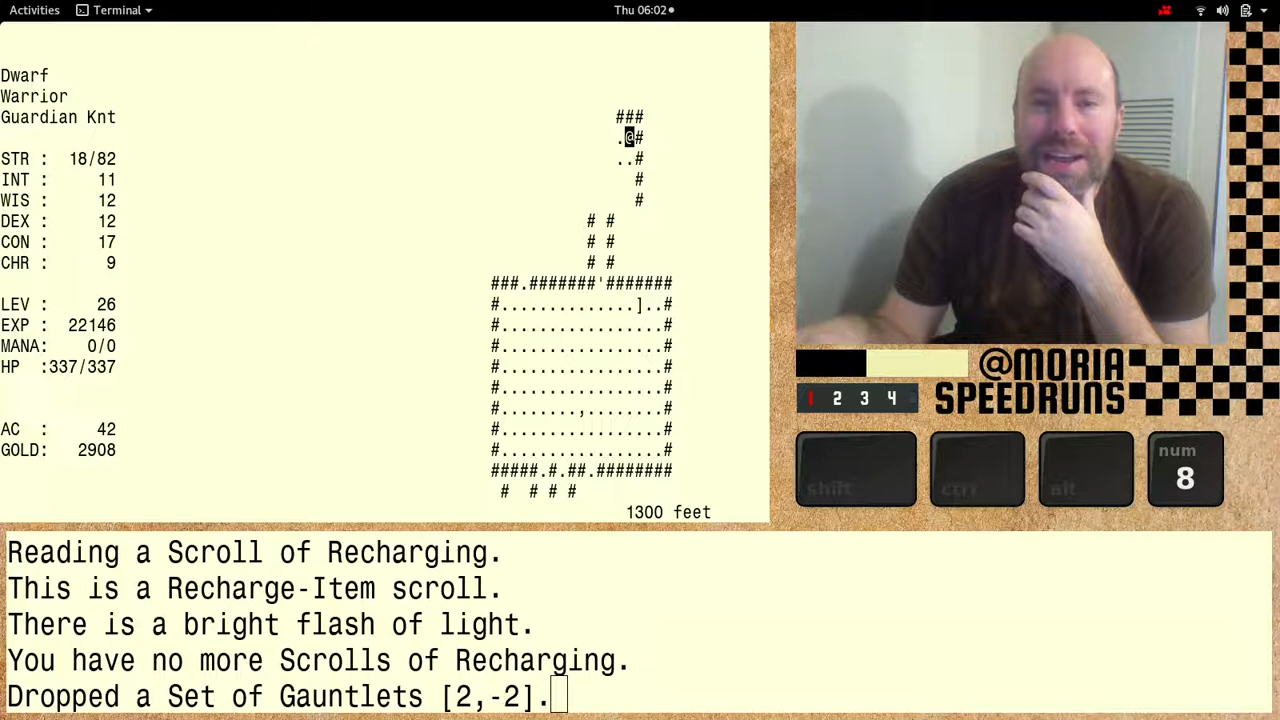 Activities Terminal Thu 06:02
Dwarf
Warrior
Guardian Knt
###
.@#
STR : 18/82
..#
INT : 11
#
WIS : 12
#
DEX : 12
# #
CON : 17
# #
CHR : 9
# #
###.#######'#######
LEV : 26
#..............]..#
EXP : 22146
#.................#
MANA: 0/0
#.................#
HP :337/337
#.................#
#.................#
#........,........#
AC : 42
#.................#
GOLD: 2908
#.................#
#####.#.##.########
# # # #
1300 feet
@MORIA
SPEEDRUNS
1 2 3 4
shift
ctrl
alt
num
8
Reading a Scroll of Recharging.
This is a Recharge-Item scroll.
There is a bright flash of light.
You have no more Scrolls of Recharging.
Dropped a Set of Gauntlets [2,-2].